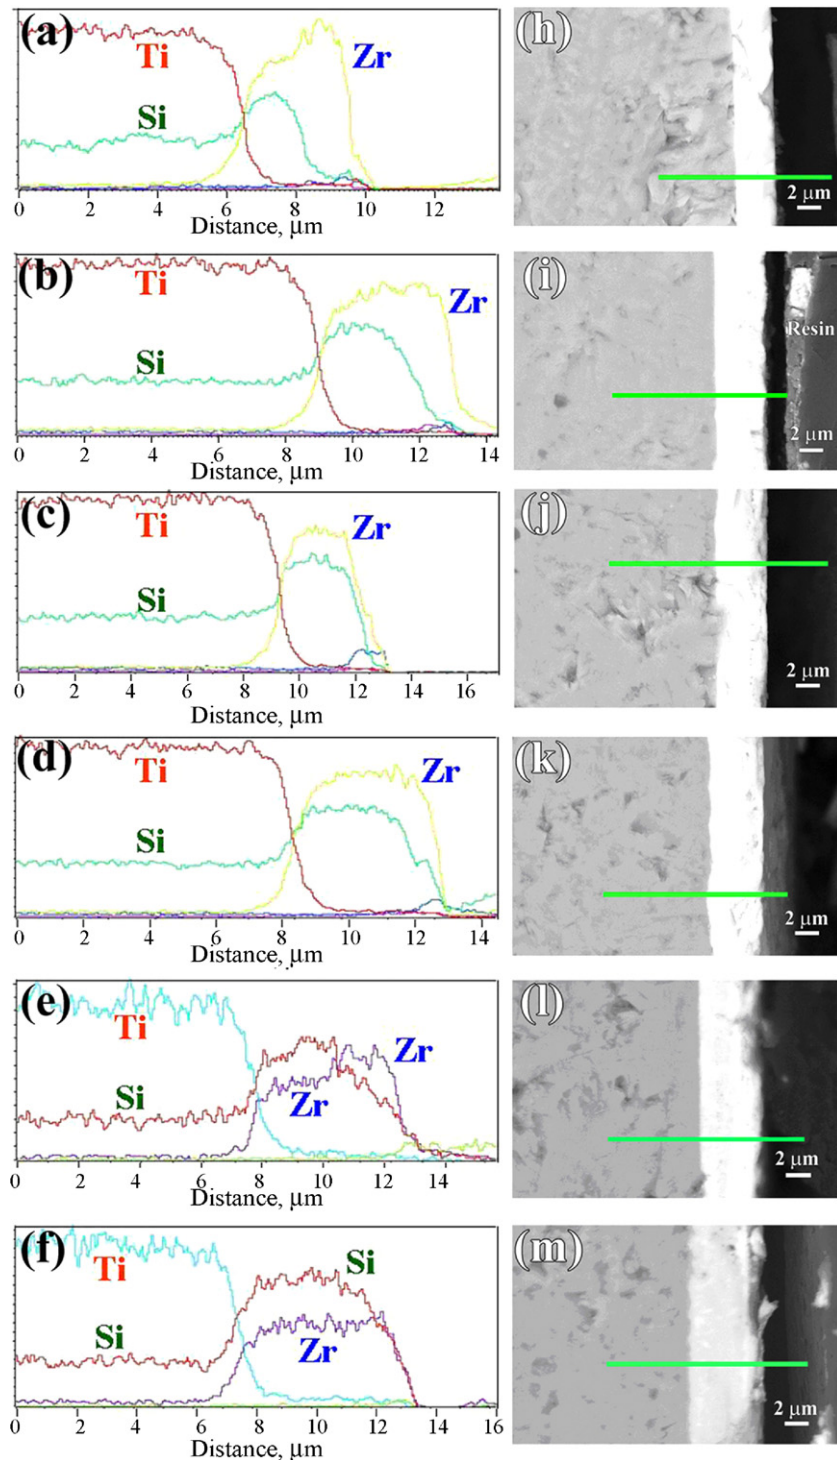 (a)
Ti
Zr
Si
0 2 4 6 8 10 12
Distance, μm
(h)
2 μm
(b)
Ti
Zr
Si
0 2 4 6 8 10 12 14
Distance, μm
(i)
Resin
2 μm
(c)
Ti
Zr
Si
0 2 4 6 8 10 12 14 16
Distance, μm
(j)
2 μm
(d)
Ti
Zr
Si
0 2 4 6 8 10 12 14
Distance, μm
(k)
2 μm
(e)
Ti
Zr
Si
Zr
0 2 4 6 8 10 12 14
Distance, μm
(l)
2 μm
(f)
Si
Ti
Si
Zr
0 2 4 6 8 10 12 14 16
Distance, μm
(m)
2 μm